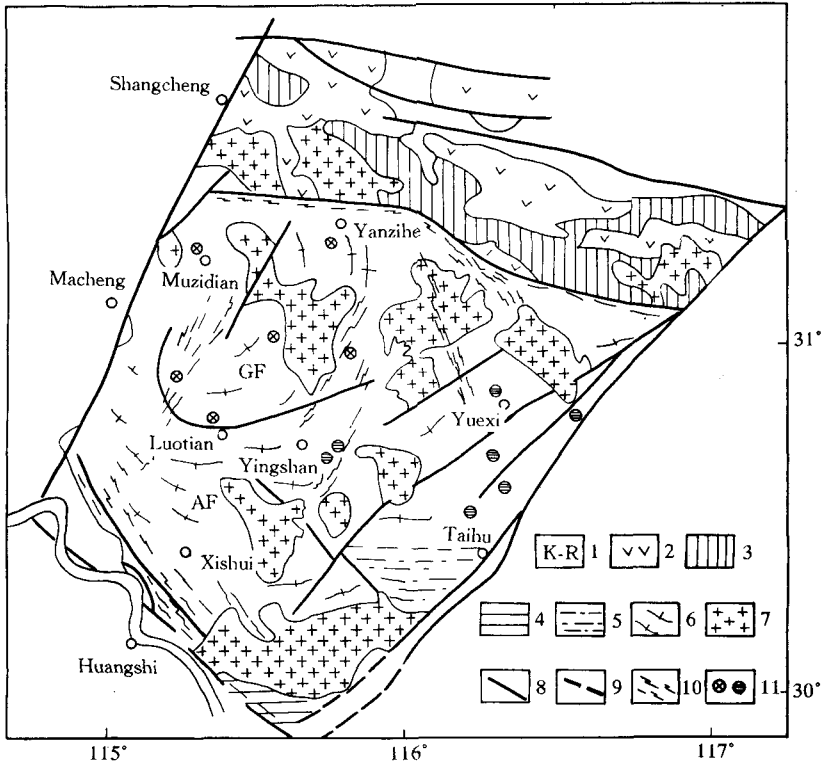 Shangcheng
Yanzihe
Muzidian
Macheng
31°
GF
Yuexi
Luotian
Yingshan
AF
Taihu
Xishui
K-R 1 2 3
4 5 6 7
Huangshi
8 9 10 11
30°
115° 116° 117°